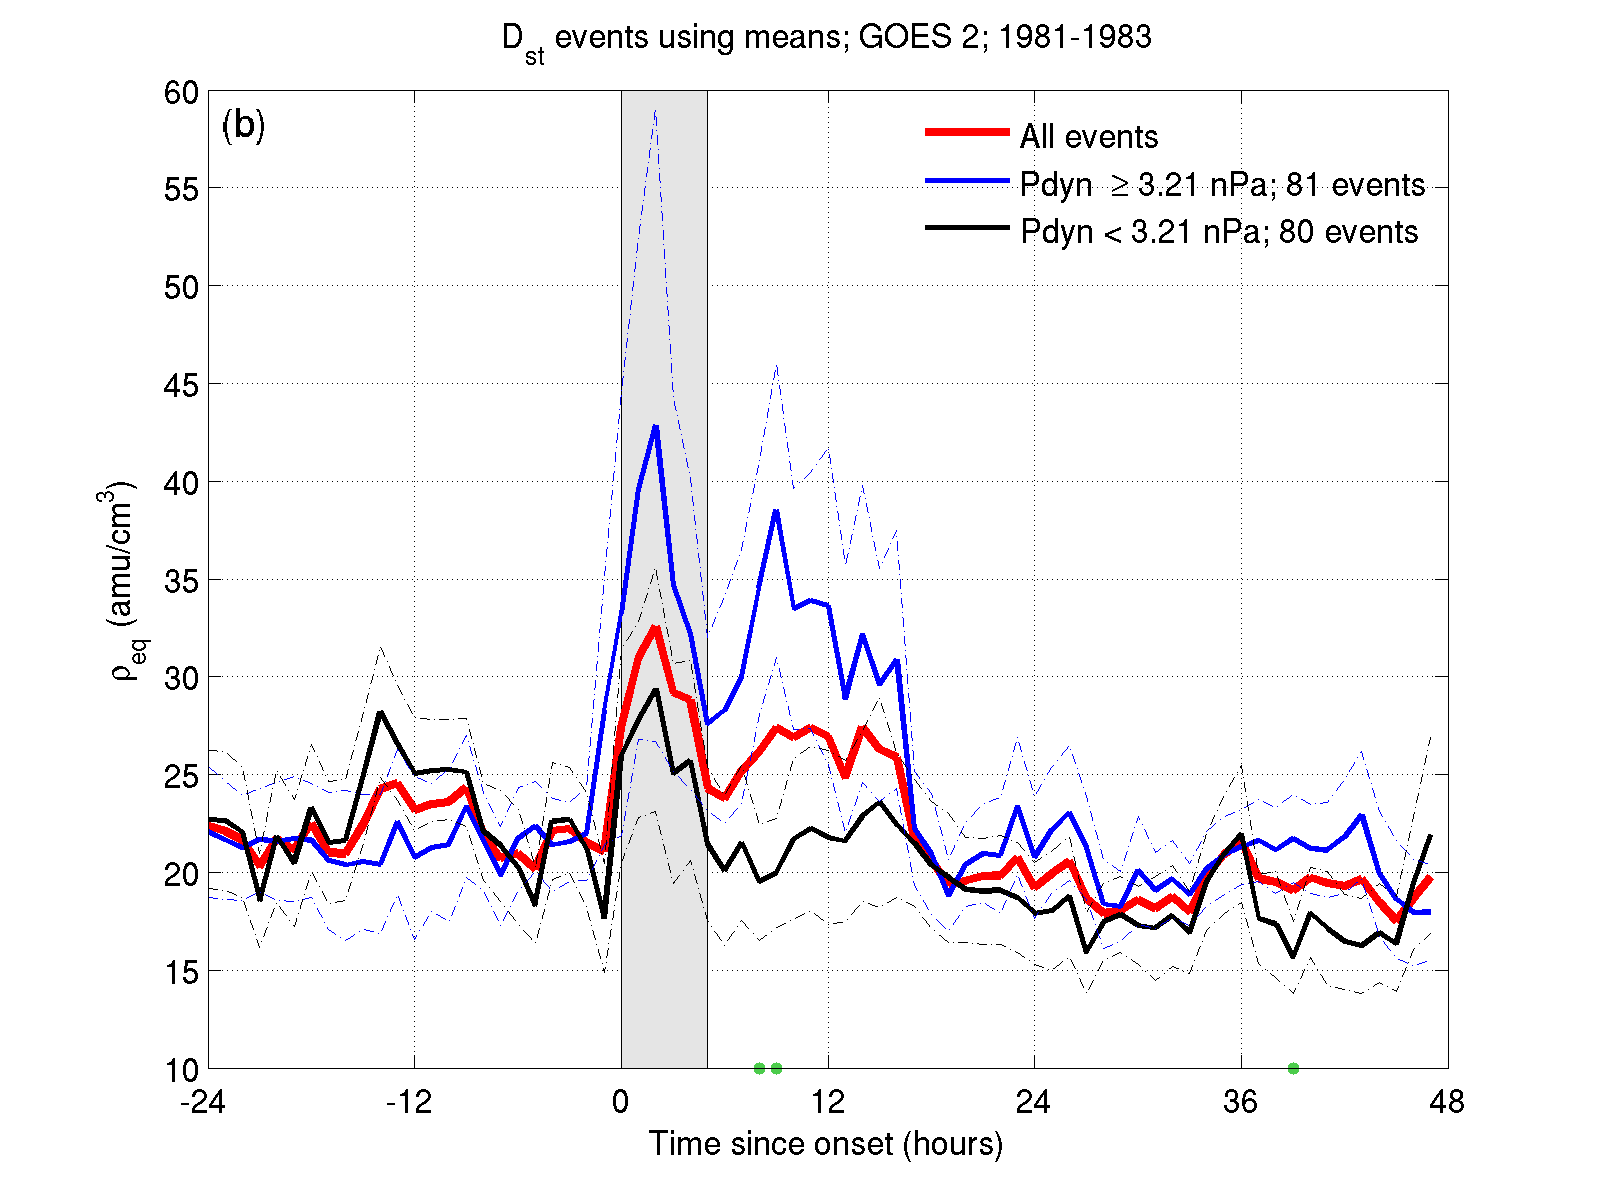 D_st events using means; GOES 2; 1981-1983
(b)
All events
Pdyn ≥ 3.21 nPa; 81 events
Pdyn < 3.21 nPa; 80 events
60
55
50
45
40
35
30
25
20
15
10
ρ_eq (amu/cm³)
-24 -12 0 12 24 36 48
Time since onset (hours)